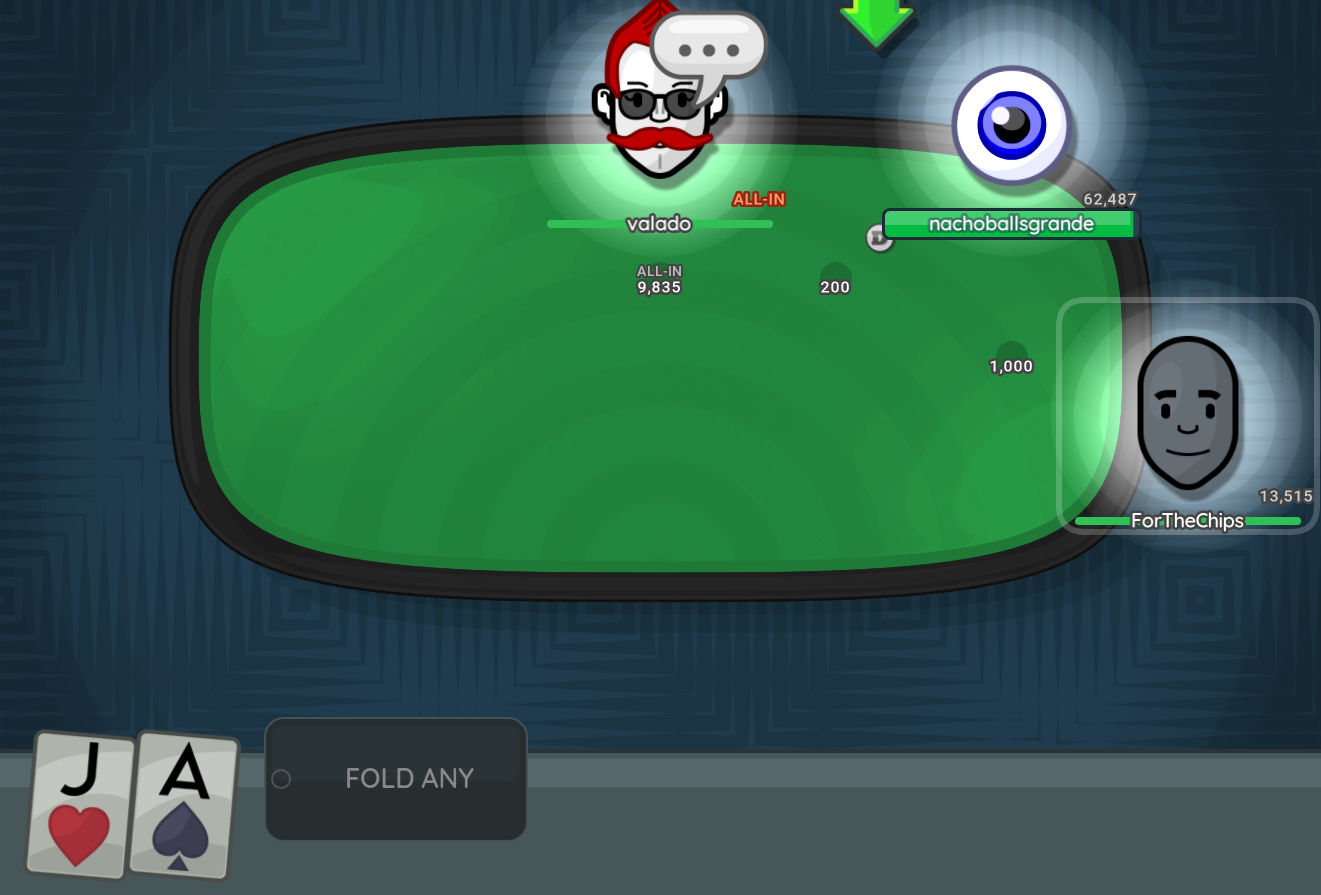 ALL-IN
62,487
valado
nachoballsgrande
D
ALL-IN
9,835
200
1,000
13,515
ForTheChips
J
A
FOLD ANY